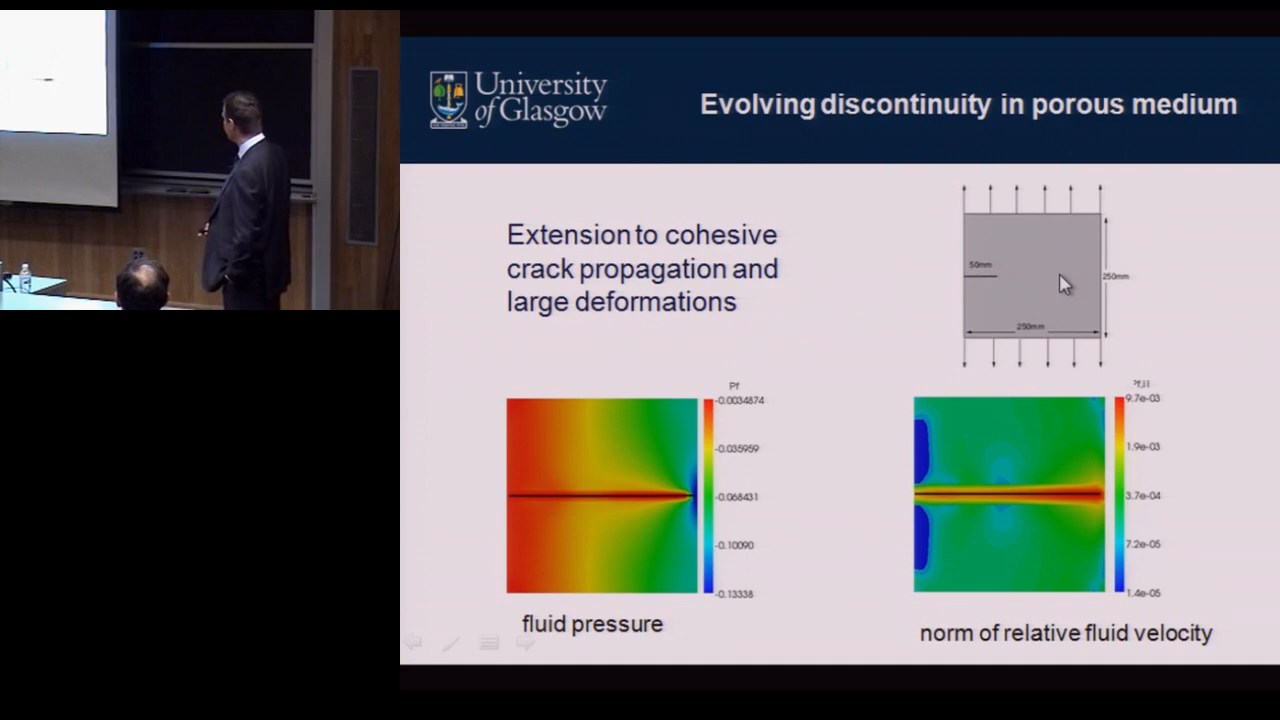 University
of Glasgow
Evolving discontinuity in porous medium
Extension to cohesive
crack propagation and
large deformations
50mm
250mm
250mm
Pf
-0.0034874
-0.035959
-0.068431
-0.10090
-0.13338
9.7e-03
1.9e-03
3.7e-04
7.2e-05
1.4e-05
fluid pressure
norm of relative fluid velocity